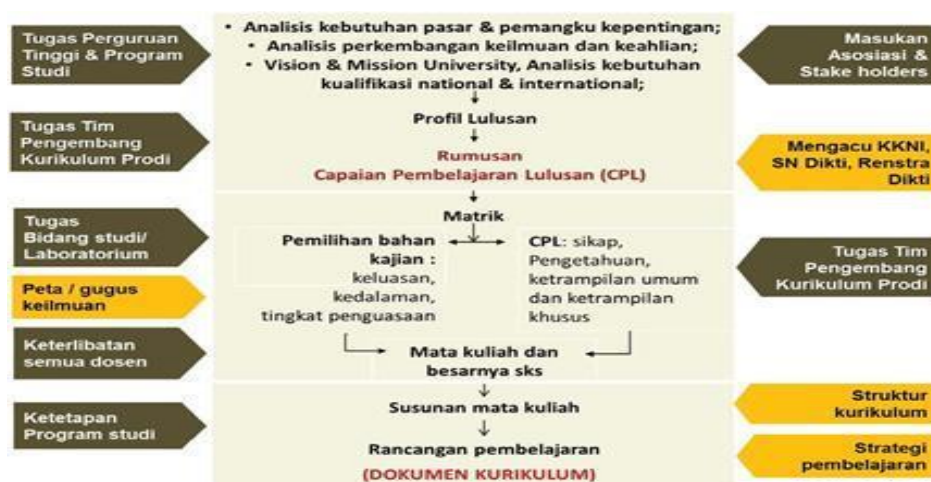 Tugas Perguruan
Tinggi & Program
Studi
• Analisis kebutuhan pasar & pemangku kepentingan;
• Analisis perkembangan keilmuan dan keahlian;
• Vision & Mission University, Analisis kebutuhan
kualifikasi national & international;
Masukan
Asosiasi &
Stake holders
Tugas Tim
Pengembang
Kurikulum Prodi
Profil Lulusan
Rumusan
Capaian Pembelajaran Lulusan (CPL)
Mengacu KKNI,
SN Dikti, Renstra
Dikti
Tugas
Bidang studi/
Laboratorium
Peta / gugus
keilmuan
Keterlibatan
semua dosen
Matrik
Pemilihan bahan
kajian :
keluasan,
kedalaman,
tingkat penguasaan
CPL: sikap,
Pengetahuan,
ketrampilan umum
dan ketrampilan
khusus
Tugas Tim
Pengembang
Kurikulum Prodi
Mata kuliah dan
besarnya sks
Ketetapan
Program studi
Susunan mata kuliah
Rancangan pembelajaran
(DOKUMEN KURIKULUM)
Struktur
kurikulum
Strategi
pembelajaran